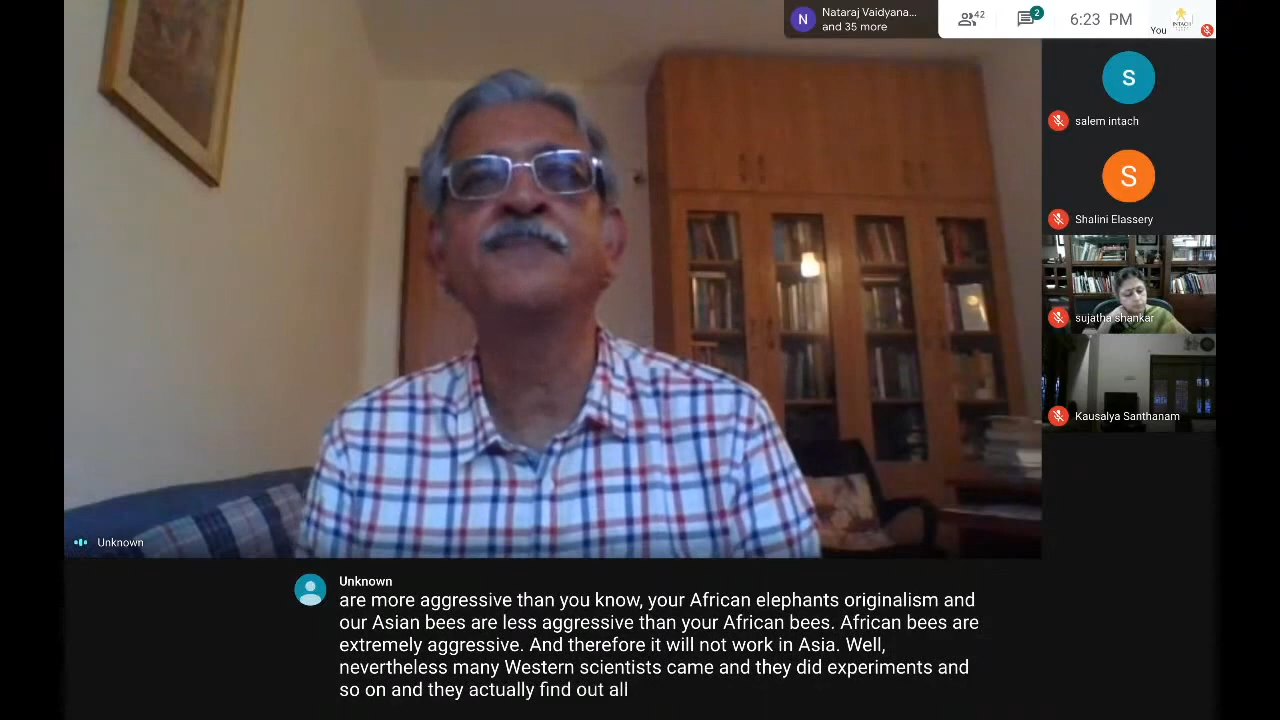 N
Nataraj Vaidyana...
and 35 more
42
2
6:23 PM
You
INTACH
S
salem intach
S
Shalini Elassery
sujatha shankar
Kausalya Santhanam
Unknown
Unknown
are more aggressive than you know, your African elephants originalism and
our Asian bees are less aggressive than your African bees. African bees are
extremely aggressive. And therefore it will not work in Asia. Well,
nevertheless many Western scientists came and they did experiments and
so on and they actually find out all